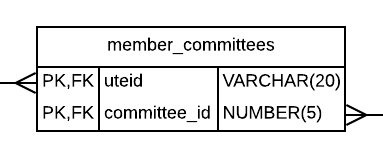 member_committees
PK,FK uteid VARCHAR(20)
PK,FK committee_id NUMBER(5)